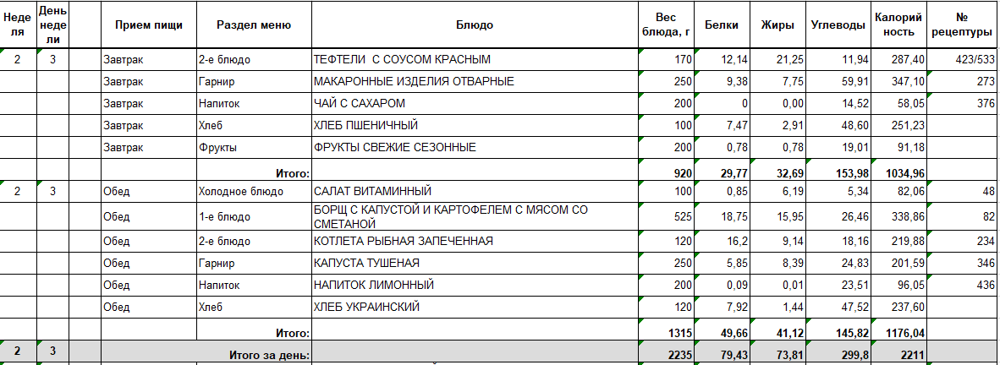 Неде ля День неде ли Прием пищи Раздел меню Блюдо Вес блюда, г Белки Жиры Углеводы Калорий ность № рецептуры
2 3 Завтрак 2-е блюдо ТЕФТЕЛИ С СОУСОМ КРАСНЫМ 170 12,14 21,25 11,94 287,40 423/533
Завтрак Гарнир МАКАРОННЫЕ ИЗДЕЛИЯ ОТВАРНЫЕ 250 9,38 7,75 59,91 347,10 273
Завтрак Напиток ЧАЙ С САХАРОМ 200 0 0,00 14,52 58,05 376
Завтрак Хлеб ХЛЕБ ПШЕНИЧНЫЙ 100 7,47 2,91 48,60 251,23
Завтрак Фрукты ФРУКТЫ СВЕЖИЕ СЕЗОННЫЕ 200 0,78 0,78 19,01 91,18
Итого: 920 29,77 32,69 153,98 1034,96
2 3 Обед Холодное блюдо САЛАТ ВИТАМИННЫЙ 100 0,85 6,19 5,34 82,06 48
Обед 1-е блюдо БОРЩ С КАПУСТОЙ И КАРТОФЕЛЕМ С МЯСОМ СО СМЕТАНОЙ 525 18,75 15,95 26,46 338,86 82
Обед 2-е блюдо КОТЛЕТА РЫБНАЯ ЗАПЕЧЕННАЯ 120 16,2 9,14 18,16 219,88 234
Обед Гарнир КАПУСТА ТУШЕНАЯ 250 5,85 8,39 24,83 201,59 346
Обед Напиток НАПИТОК ЛИМОННЫЙ 200 0,09 0,01 23,51 96,05 436
Обед Хлеб ХЛЕБ УКРАИНСКИЙ 120 7,92 1,44 47,52 237,60
Итого: 1315 49,66 41,12 145,82 1176,04
2 3 Итого за день: 2235 79,43 73,81 299,8 2211